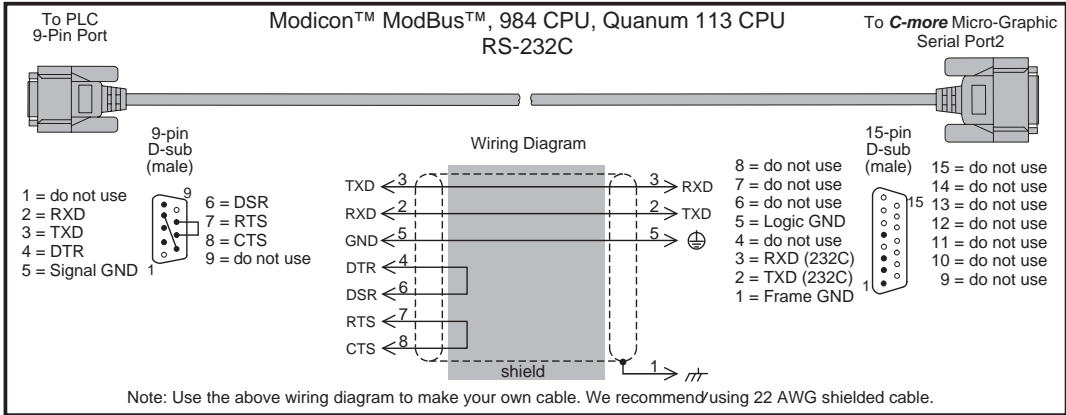 To PLC
9-Pin Port
Modicon™ ModBus™, 984 CPU, Quanum 113 CPU
RS-232C
To C-more Micro-Graphic
Serial Port2
9-pin
D-sub
(male)
1 = do not use
2 = RXD
3 = TXD
4 = DTR
5 = Signal GND
9
1
6 = DSR
7 = RTS
8 = CTS
9 = do not use
Wiring Diagram
TXD 3 3 RXD
RXD 2 2 TXD
GND 5 5
DTR 4
DSR 6
RTS 7
CTS 8
shield
1
15-pin
D-sub
(male)
8 = do not use
7 = do not use
6 = do not use
5 = Logic GND
4 = do not use
3 = RXD (232C)
2 = TXD (232C)
1 = Frame GND
15
1
15 = do not use
14 = do not use
13 = do not use
12 = do not use
11 = do not use
10 = do not use
9 = do not use
Note: Use the above wiring diagram to make your own cable. We recommend using 22 AWG shielded cable.